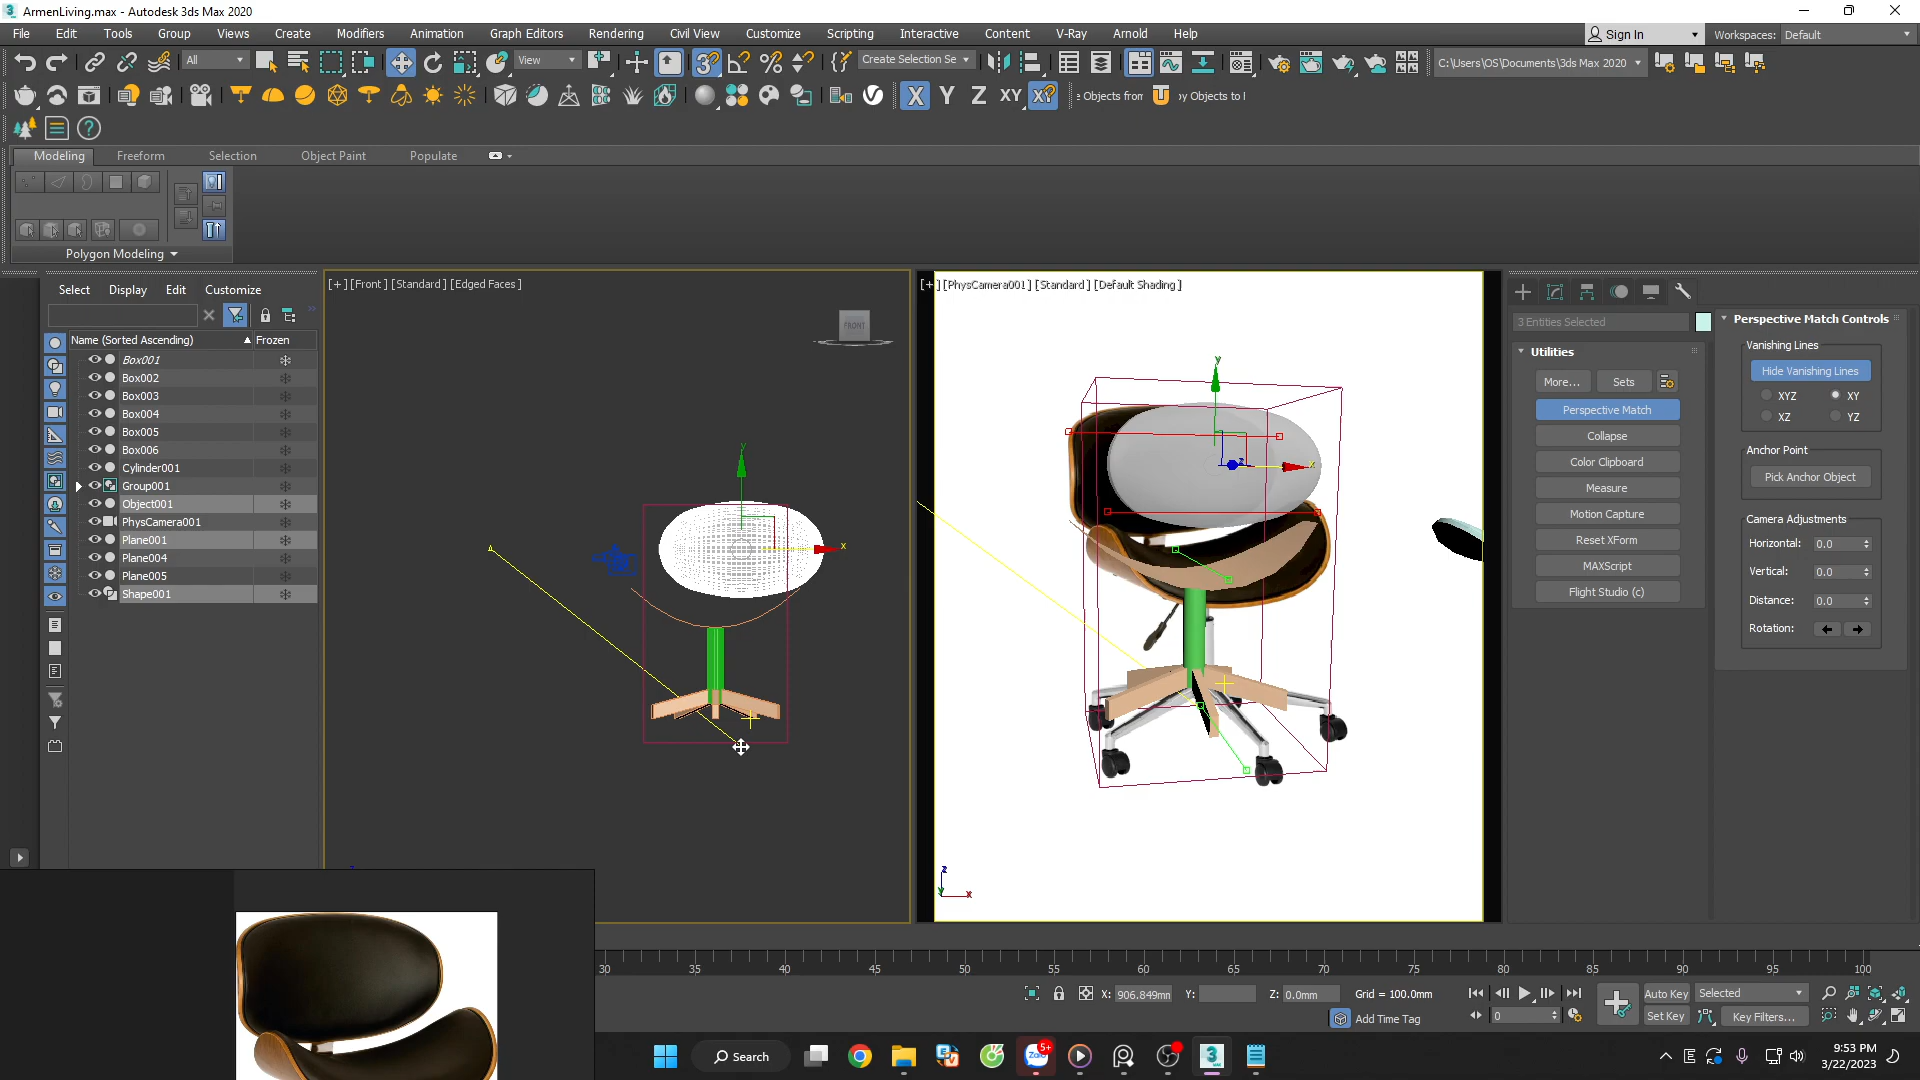 ArmenLiving.max - Autodesk 3ds Max 2020
File Edit Tools Group Views Create Modifiers Animation Graph Editors Rendering Civil View Customize Scripting Interactive Content V-Ray Arnold Help
Sign In Workspaces: Default
All View Create Selection Se C:\Users\OS\Documents\3ds Max 2020
X Y Z XY XY Objects from y Objects to l
Modeling Freeform Selection Object Paint Populate
Polygon Modeling
Select Display Edit Customize
Name (Sorted Ascending) Frozen
Box001
Box002
Box003
Box004
Box005
Box006
Cylinder001
Group001
Object001
PhysCamera001
Plane001
Plane004
Plane005
Shape001
[+] [Front ] [Standard ] [Edged Faces ]
FRONT
y
x
[+] [PhysCamera001 ] [Standard ] [Default Shading ]
y
z
x
z
y
x
3 Entities Selected
Utilities
More... Sets
Perspective Match
Collapse
Color Clipboard
Measure
Motion Capture
Reset XForm
MAXScript
Flight Studio (c)
Perspective Match Controls
Vanishing Lines
Hide Vanishing Lines
XYZ XY
XZ YZ
Anchor Point
Pick Anchor Object
Camera Adjustments
Horizontal: 0.0
Vertical: 0.0
Distance: 0.0
Rotation:
30 35 40 45 50 55 60 65 70 75 80 85 90 95 100
X: 906.849mm Y: Z: 0.0mm Grid = 100.0mm
Add Time Tag
0
Auto Key Selected
Set Key Key Filters...
Search
Zalo 5+
3
9:53 PM
3/22/2023